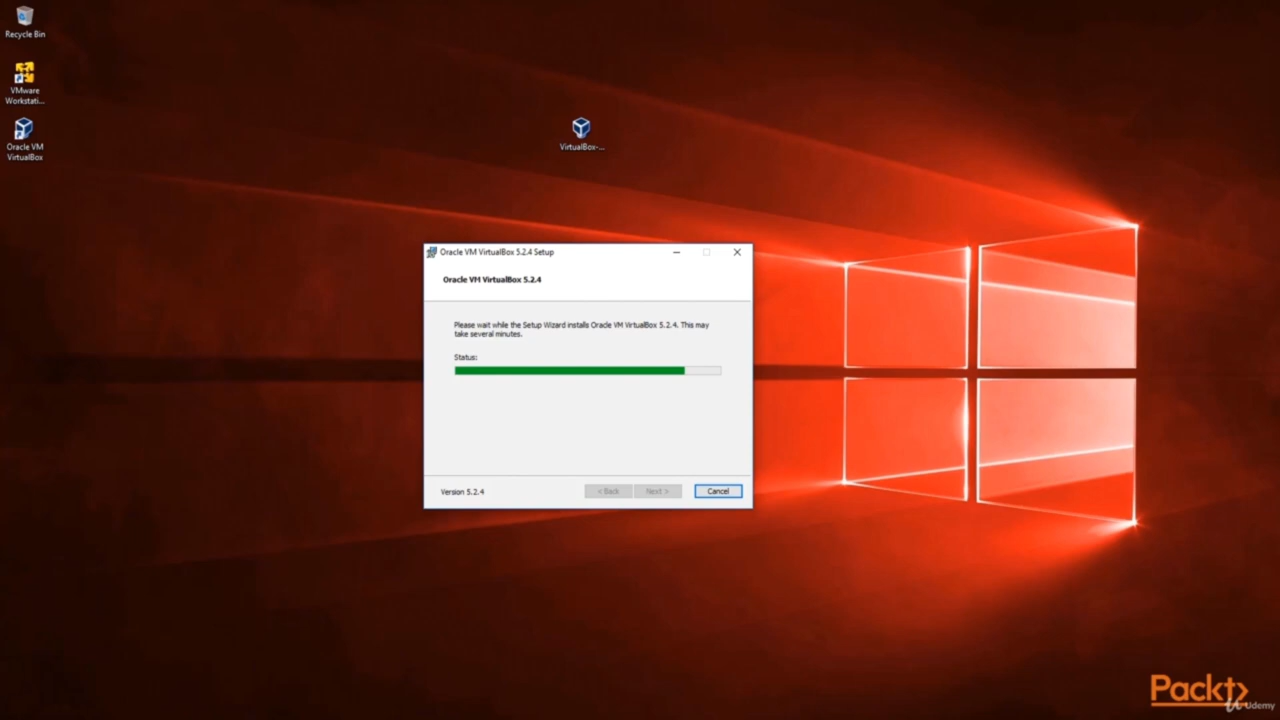 Recycle Bin
VMware
Workstati...
Oracle VM
VirtualBox
VirtualBox-...
Oracle VM VirtualBox 5.2.4 Setup
Oracle VM VirtualBox 5.2.4
Please wait while the Setup Wizard installs Oracle VM VirtualBox 5.2.4. This may
take several minutes.
Status:
Version 5.2.4
< Back
Next >
Cancel
Packt>
Udemy